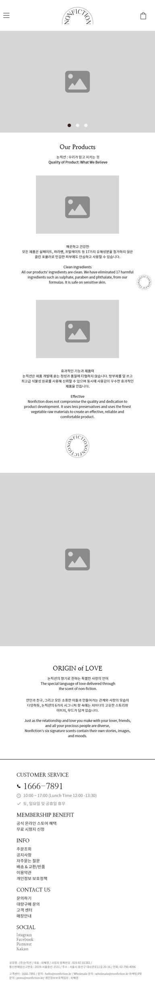 NONFICTION
Our Products
논픽션 : 우리가 믿고 지키는 것
Quality of Product: What We Believe
깨끗하고 건강한
모든 제품은 설페이트, 파라벤, 프탈레이트 등 17가지 유해성분을 첨가하지 않은
클린 포뮬러로 민감한 피부에도 안심하고 사용할 수 있습니다.
Clean ingredients
All our products' ingredients are clean. We have eliminated 17 harmful
ingredients such as sulphate, paraben and phthalate, from our
formulas. It is safe on sensitive skin.
NONFICTIONNONFICTION
효과적인 기능과 제품력
논픽션은 제품 개발에 쏟는 정성과 품질에 타협하지 않습니다. 방부제를 덜 쓰고
최고급 식물성 원료를 사용해 신뢰할 수 있으며 동시에 사용감이 우수한 효과적인
제품을 만듭니다.
Effective
Nonfiction does not compromise the quality and dedication to
product development. It uses less preservatives and uses the finest
vegetable raw materials to create an effective, reliable and
comfortable product.
NONFICTIONNONFICTION
ORIGIN of LOVE
논픽션의 향기로 전하는 특별한 사랑의 언어
The special language of love delivered through
the scent of non-fiction.
연인과 친구, 그리고 모든 소중한 이들과 만들어가는 관계와 사랑의 모습이
다양하듯, 논픽션의 6가지 시그니처 향 속에는 저마다의 고유한 스토리와
이미지, 무드가 담겨 있습니다.
Just as the relationship and love you make with your lover, friends,
and all your precious people are diverse,
Nonfiction's six signature scents contain their own stories, images,
and moods.
CUSTOMER SERVICE
1666-7891
10:00 ~ 17:00 (Lunch Time 12:00 -13:30)
토, 일요일 및 공휴일 휴무
MEMBERSHIP BENEFIT
공식 온라인 스토어 혜택
무료 시향지 신청
INFO
주문조회
공지사항
자주묻는 질문
배송 & 교환/반품
이용약관
개인정보 보호정책
CONTACT US
문의하기
대량구매 문의
고객 센터
매장안내
SOCIAL
Istagram
Facebook
Pinterest
Kakao
상호명 : (주)논픽션 / 대표 : 차혜영 / 사업자 등록번호 : 819-87-01383 /
통신판매업신고번호 : 2019-서울용산-1531 / 주소 : 서울시 용산구 대사관로11길 20-16 / 전화: 02-790-4096
고객센터 : 1666-7891 / 문의 : hello@nonfiction.kr / Wholesale 문의 : wholesale@nonfiction.kr 마케팅/PR
문의 : press@nonfiction.kr/ 개인정보보호책임자 : 차혜영